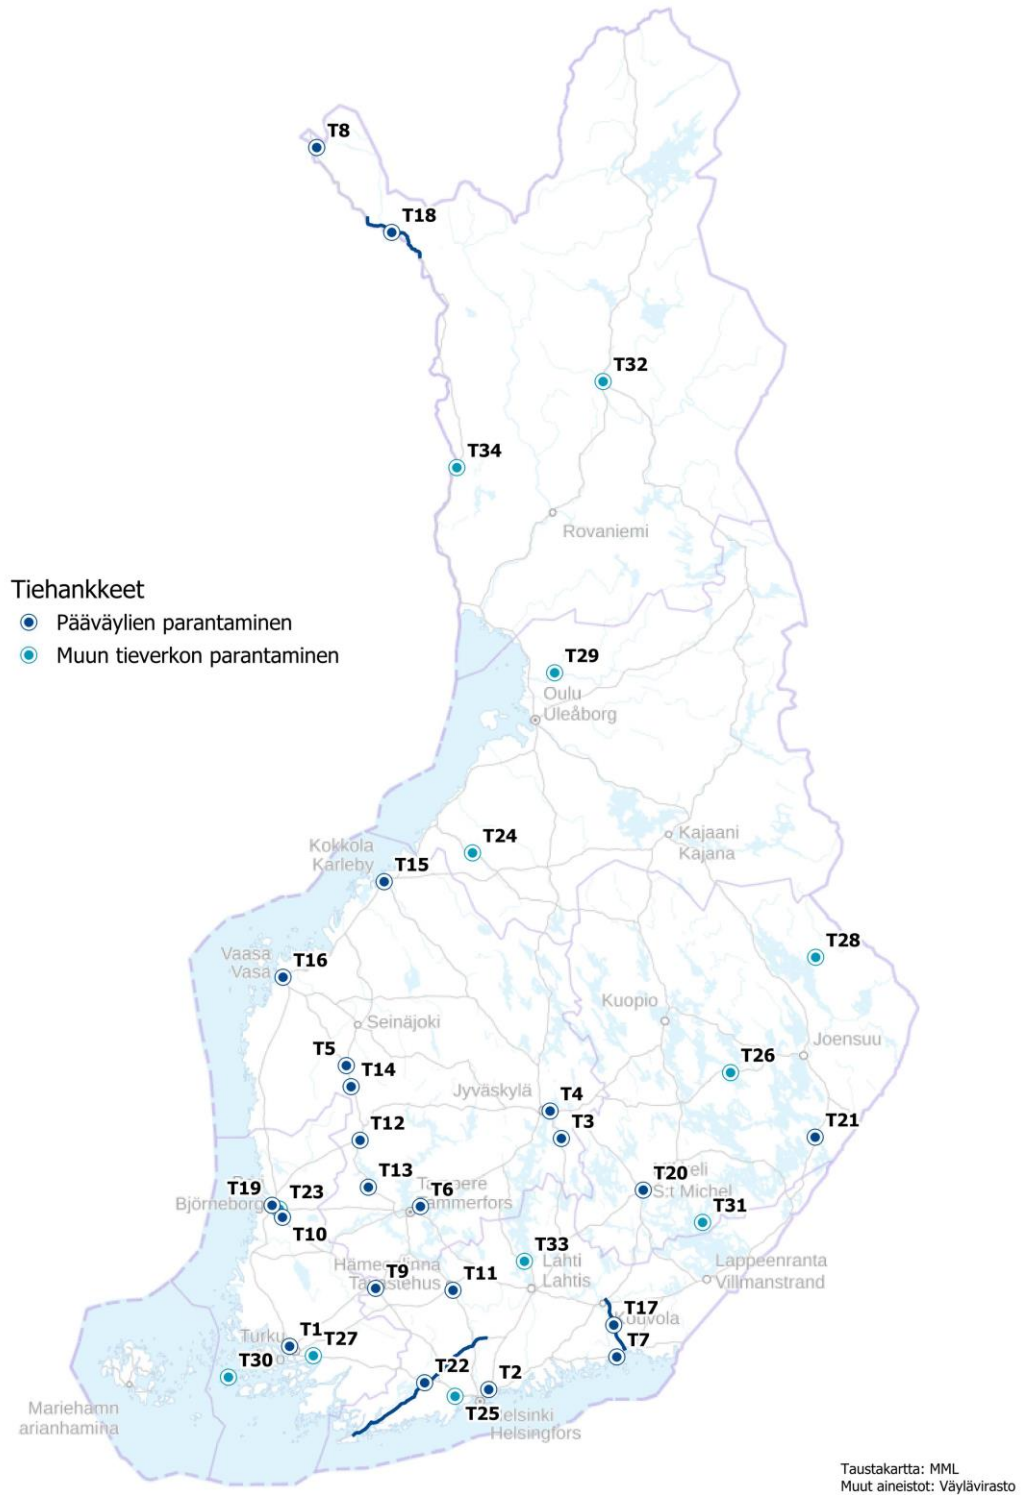 T8
T18
T32
T34
Rovaniemi
Tiehankkeet
Pääväylien parantaminen
Muun tieverkon parantaminen
T29
Oulu
Uleåborg
Kajaani
Kajana
T24
Kokkola
Karleby
T15
T28
Vaasa
Vasa
T16
Kuopio
Seinäjoki
Joensuu
T5
T14
T26
Jyväskylä
T4
T3
T12
T21
T13
T6
T20
S:t Michel
T19
T23
Björneborg
T10
T31
T33
Lahti
Lahtis
Lappeenranta
Villmanstrand
T9
T11
T17
T7
Turku
T1
T27
T30
T22
T2
T25
Helsingfors
Mariehamn
arianhamina
Taustakartta: MML
Muut aineistot: Väylävirasto